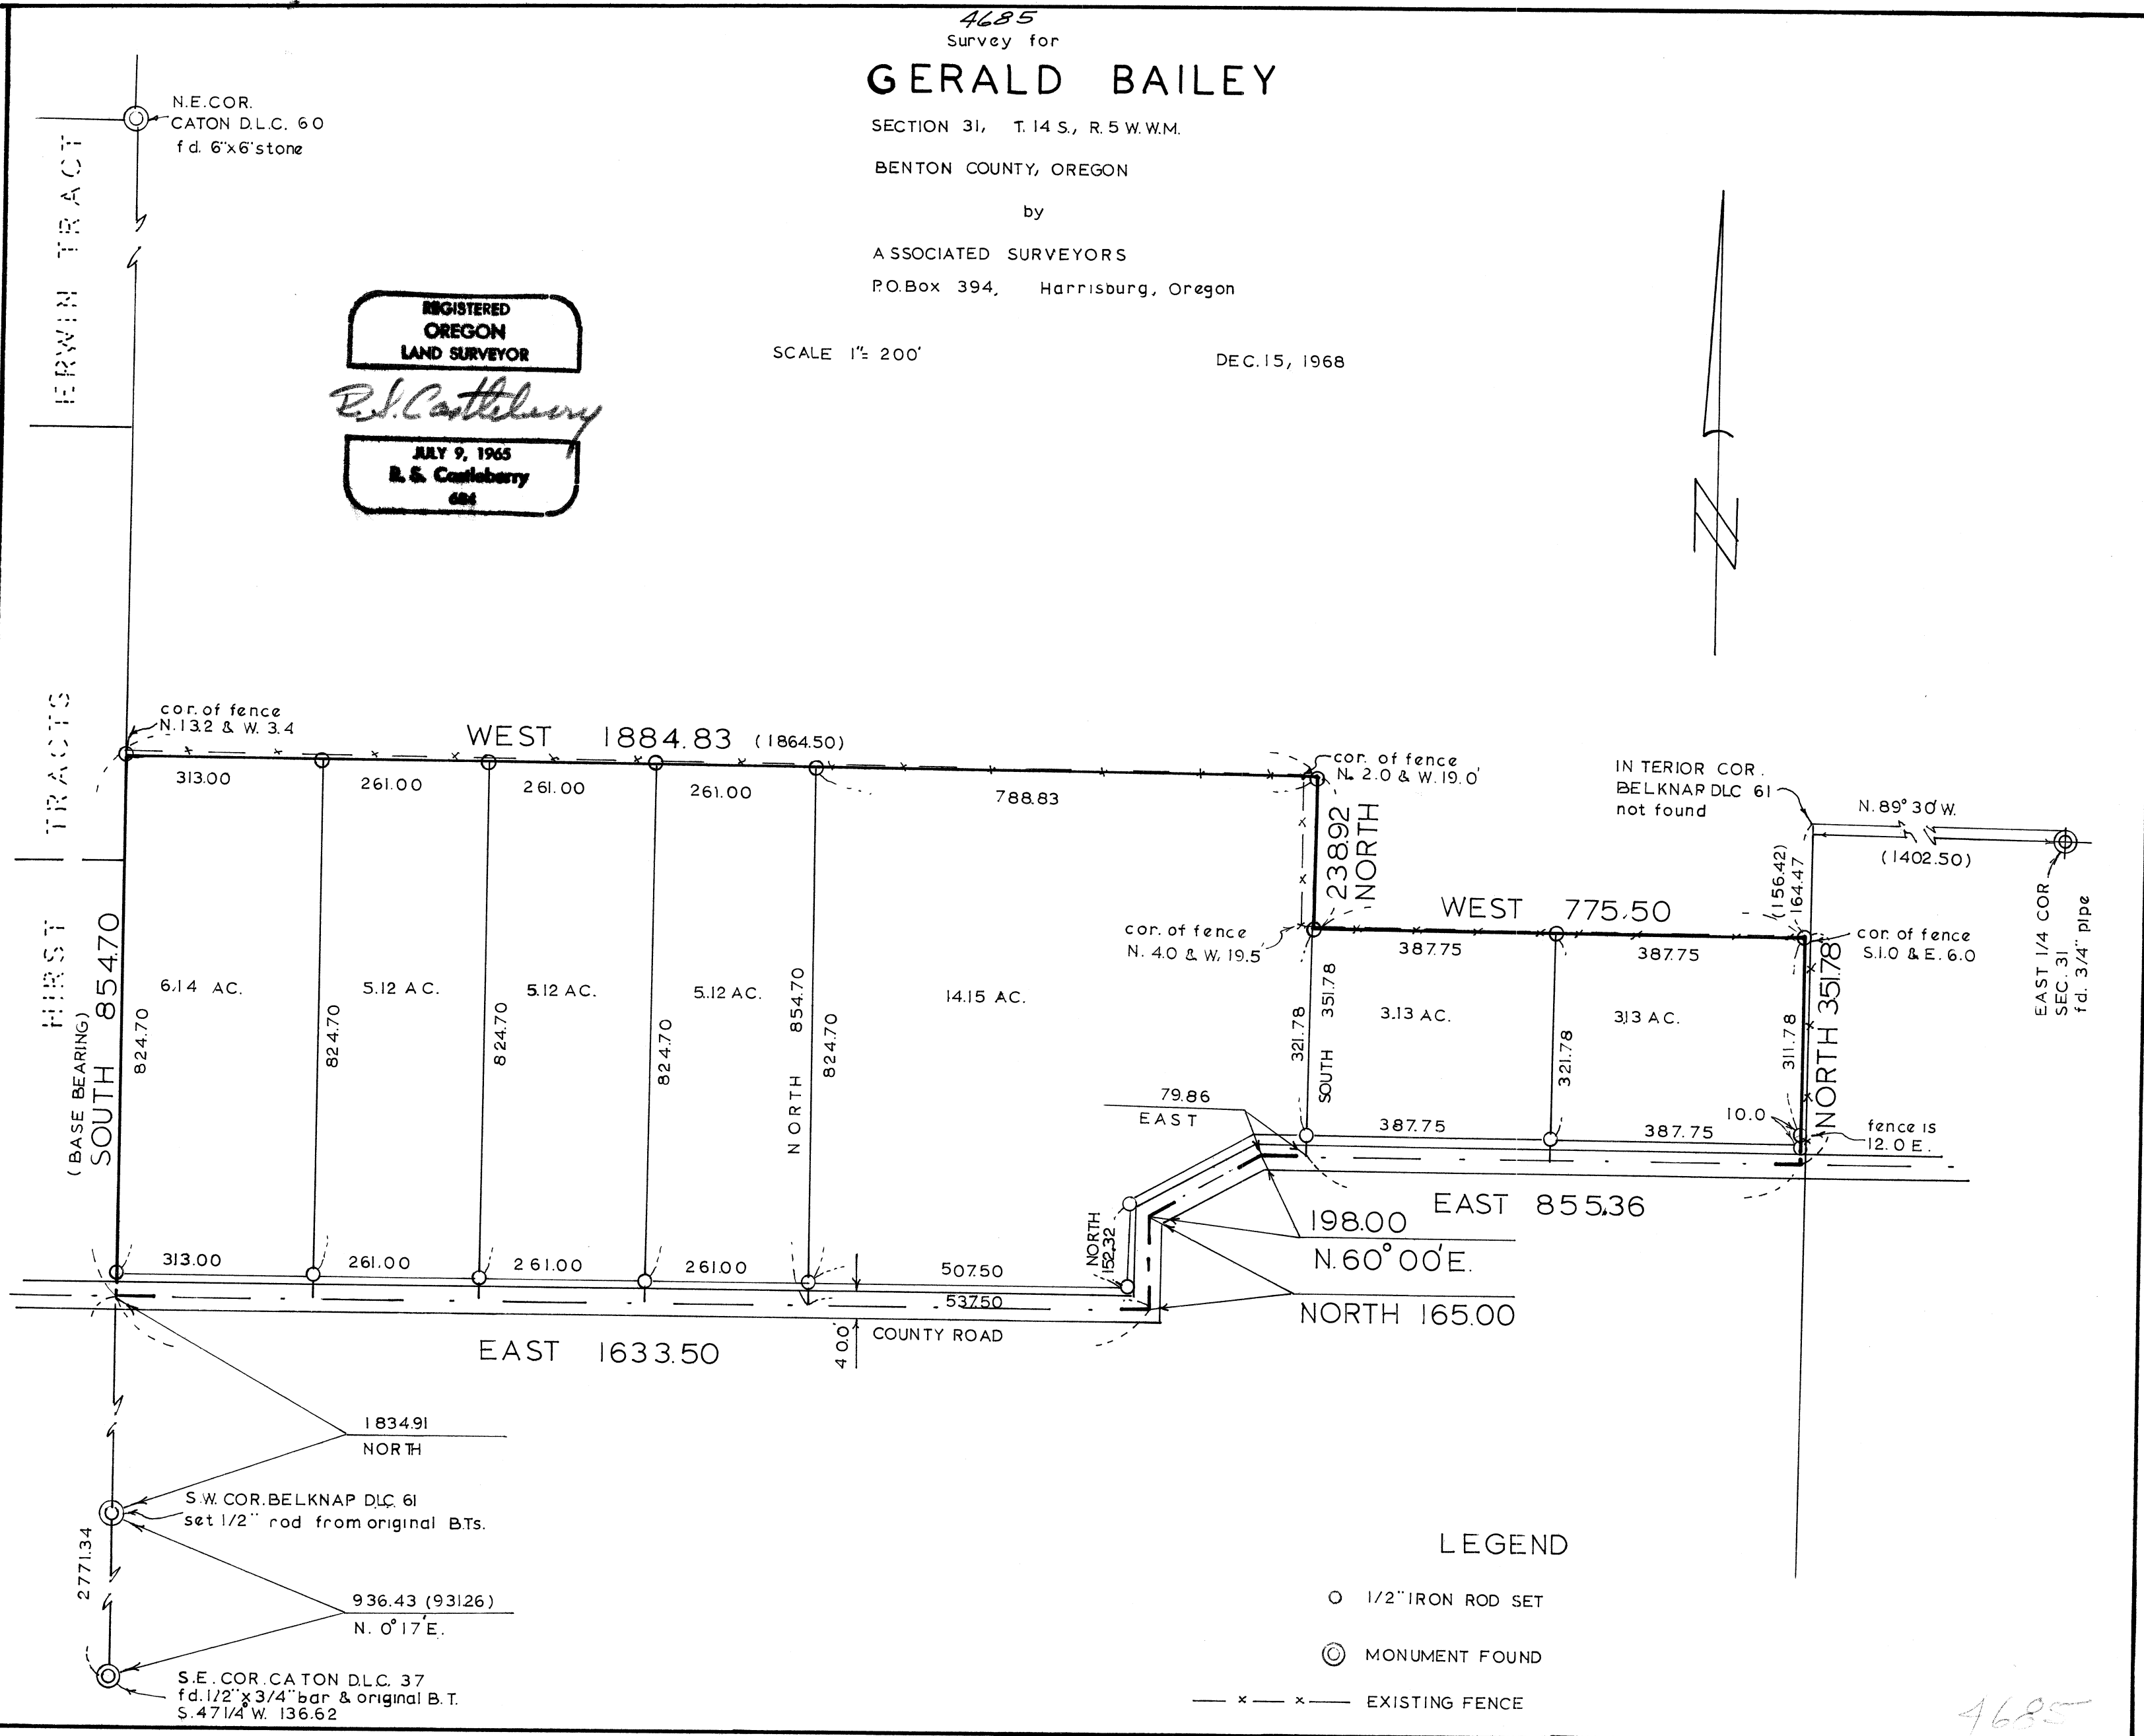 4685
Survey for
GERALD BAILEY
SECTION 31, T. 14 S., R. 5 W. W.M.
BENTON COUNTY, OREGON
by
ASSOCIATED SURVEYORS
P.O. Box 394, Harrisburg, Oregon
SCALE 1"= 200'
DEC. 15, 1968
N.E. COR.
CATON D.L.C. 60
fd. 6"x6" stone
ERWIN TRACT
REGISTERED
OREGON
LAND SURVEYOR
R. S. Castleberry
JULY 9, 1965
R. S. Castleberry
684
N
HIRST TRACTS
cor. of fence
N. 13.2 & W. 3.4
WEST 1884.83 (1864.50)
313.00
261.00
261.00
261.00
788.83
cor. of fence
N. 2.0 & W. 19.0'
238.92
NORTH
INTERIOR COR.
BELKNAP DLC 61
not found
N. 89° 30' W.
(1402.50)
EAST 1/4 COR
SEC. 31
fd. 3/4" pipe
(156.42)
164.47
WEST 775.50
387.75
387.75
cor. of fence
N. 4.0 & W. 19.5'
cor. of fence
S. 1.0 & E. 6.0
(BASE BEARING)
SOUTH 854.70
824.70
6.14 AC.
824.70
5.12 AC.
824.70
5.12 AC.
824.70
5.12 AC.
NORTH 854.70
824.70
14.15 AC.
321.78
SOUTH 351.78
3.13 AC.
321.78
3.13 AC.
311.78
NORTH 351.78
79.86
EAST
387.75
387.75
10.0
fence is
12.0 E.
EAST 855.36
198.00
N. 60° 00' E.
NORTH 165.00
NORTH
152.32
313.00
261.00
261.00
261.00
507.50
537.50
40.0
COUNTY ROAD
EAST 1633.50
1834.91
NORTH
S.W. COR. BELKNAP D.L.C. 61
set 1/2" rod from original B.Ts.
2771.34
936.43 (931.26)
N. 0° 17' E.
S.E. COR. CATON D.L.C. 37
fd. 1/2" x 3/4" bar & original B.T.
S. 47 1/4° W. 136.62
LEGEND
1/2" IRON ROD SET
MONUMENT FOUND
x x EXISTING FENCE
4685